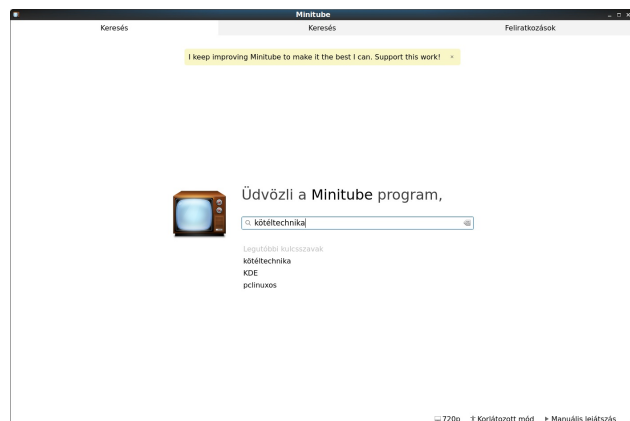 Minitube
Keresés Keresés Feliratkozások
I keep improving Minitube to make it the best I can. Support this work! ×
Üdvözli a Minitube program,
kötéltechnika
Legutóbbi kulcsszavak
kötéltechnika
KDE
pclinuxos
720p Korlátozott mód Manuális lejátszás